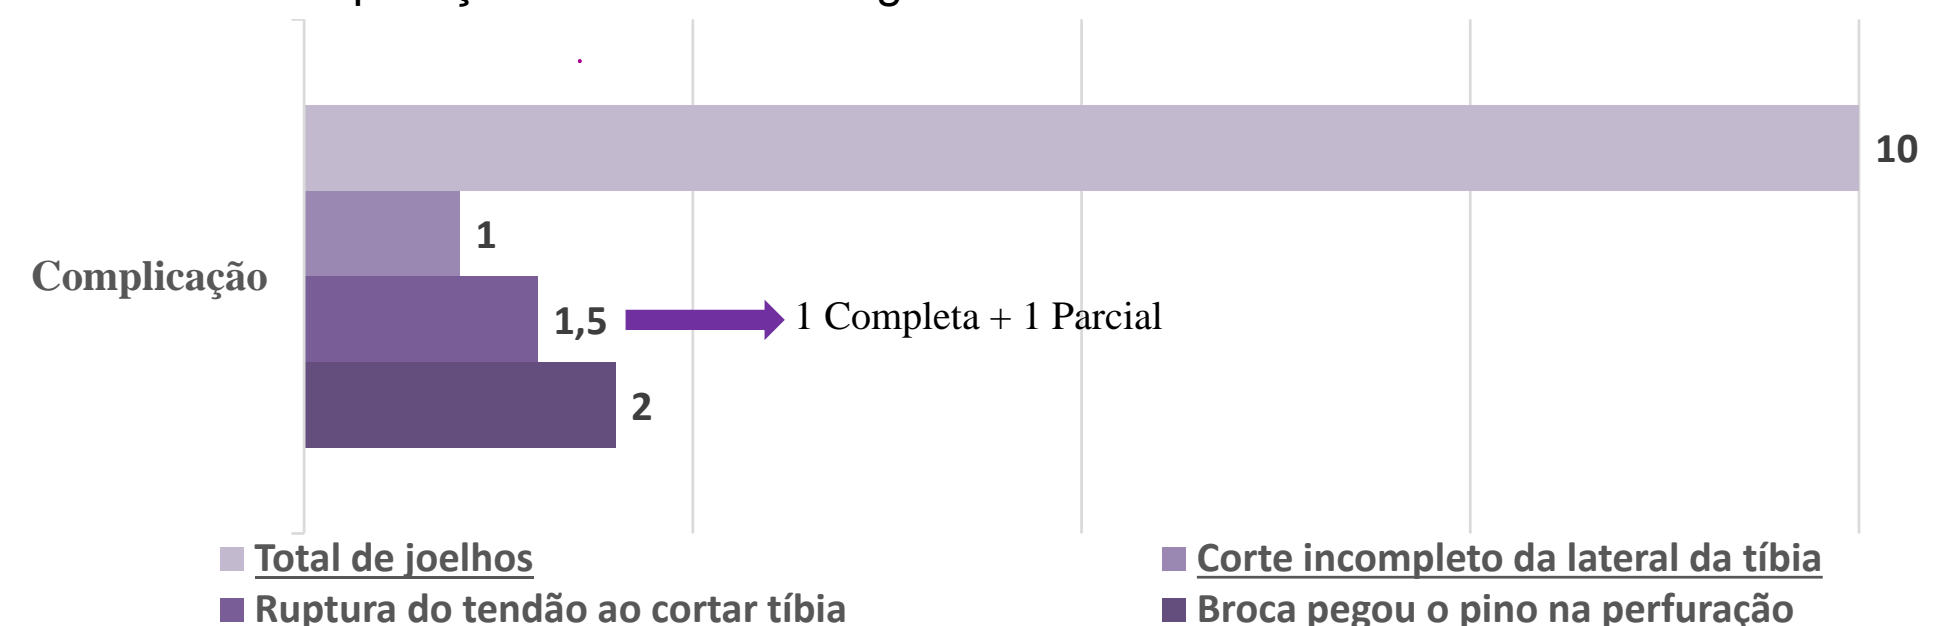 10
1
Complicação
1,5
1 Completa + 1 Parcial
2
Total de joelhos
Corte incompleto da lateral da tíbia
Ruptura do tendão ao cortar tíbia
Broca pegou o pino na perfuração